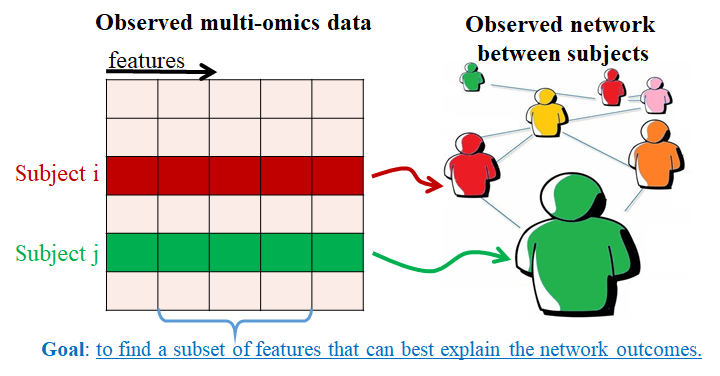 Observed multi-omics data
Observed network
between subjects
features
Subject i
Subject j
Goal: to find a subset of features that can best explain the network outcomes.